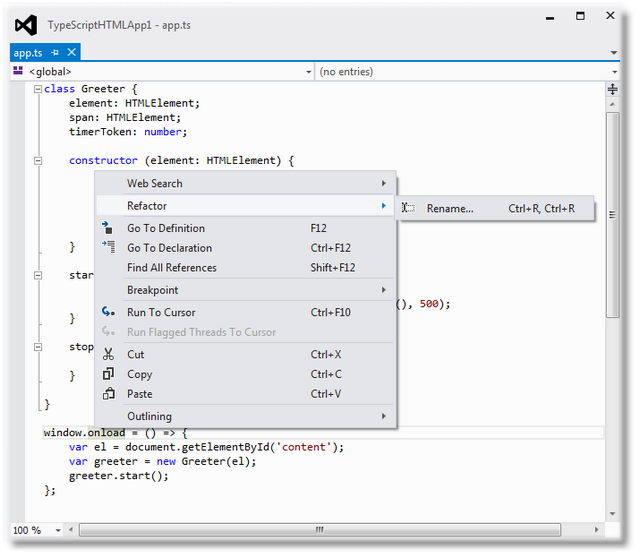 TypeScriptHTMLApp1 - app.ts
app.ts
<global>
(no entries)
class Greeter {
element: HTMLElement;
span: HTMLElement;
timerToken: number;
constructor (element: HTMLElement) {
Web Search
Refactor
Rename... Ctrl+R, Ctrl+R
Go To Definition F12
Go To Declaration Ctrl+F12
}
Find All References Shift+F12
star
Breakpoint
(), 500);
Run To Cursor Ctrl+F10
}
Run Flagged Threads To Cursor
stop
Cut Ctrl+X
Copy Ctrl+C
}
Paste Ctrl+V
}
Outlining
window.onload = () => {
var el = document.getElementById('content');
var greeter = new Greeter(el);
greeter.start();
};
100 %